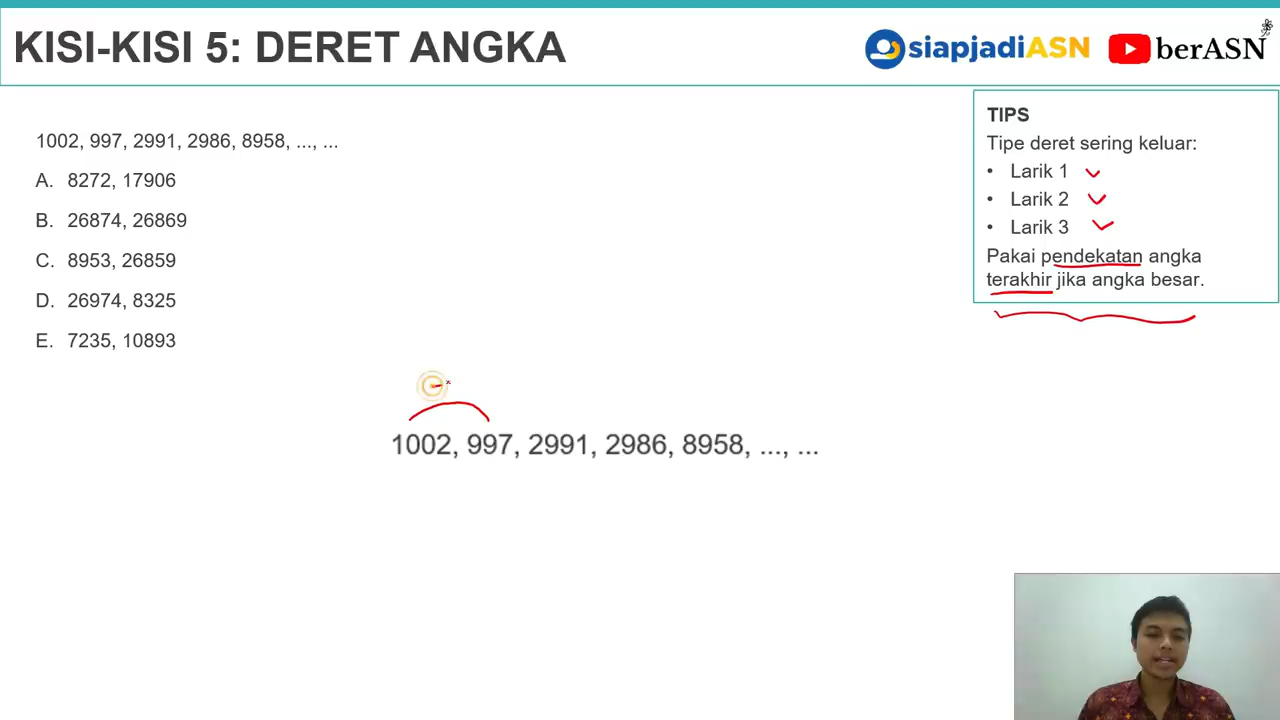 KISI-KISI 5: DERET ANGKA
siapjadiASN
berASN
1002, 997, 2991, 2986, 8958, ..., ...
A. 8272, 17906
B. 26874, 26869
C. 8953, 26859
D. 26974, 8325
E. 7235, 10893
TIPS
Tipe deret sering keluar:
• Larik 1
• Larik 2
• Larik 3
Pakai pendekatan angka
terakhir jika angka besar.
1002, 997, 2991, 2986, 8958, ..., ...